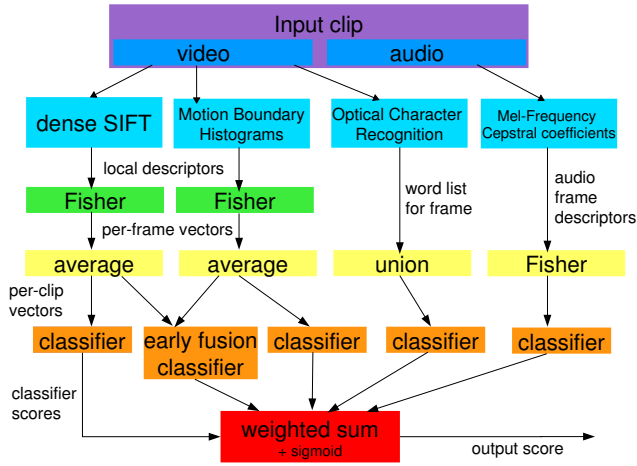 Input clip
video
audio
dense SIFT
Motion Boundary
Histograms
Optical Character
Recognition
Mel-Frequency
Cepstral coefficients
local descriptors
word list
for frame
audio
frame
descriptors
Fisher
Fisher
per-frame vectors
average
average
union
Fisher
per-clip
vectors
classifier
early fusion
classifier
classifier
classifier
classifier
classifier
scores
weighted sum
+ sigmoid
output score